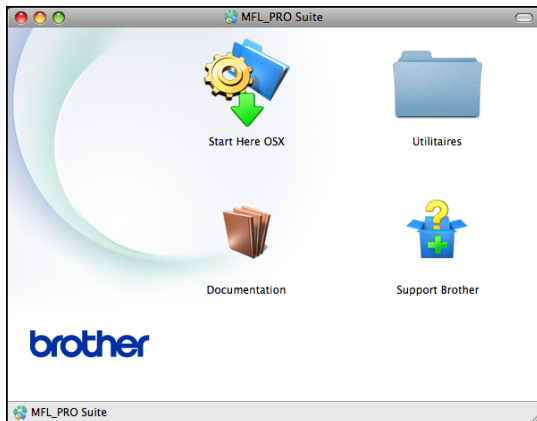 MFL_PRO Suite
Start Here OSX
Utilitaires
Documentation
Support Brother
brother
MFL_PRO Suite